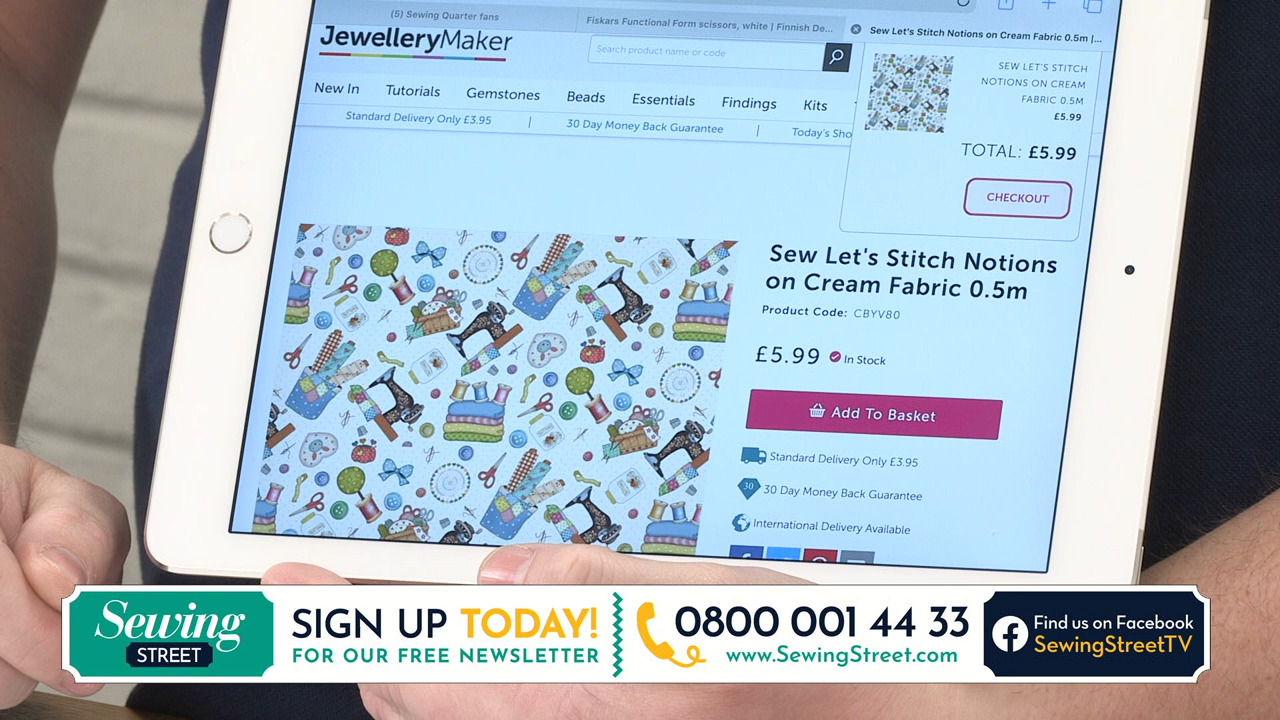 (5) Sewing Quarter fans
Fiskars Functional Form scissors, white | Finnish De...
Sew Let's Stitch Notions on Cream Fabric 0.5m |...
JewelleryMaker
Search product name or code
SEW LET'S STITCH
NOTIONS ON CREAM
FABRIC 0.5M
£5.99
New In Tutorials Gemstones Beads Essentials Findings Kits
Standard Delivery Only £3.95 | 30 Day Money Back Guarantee | Today's Sho
TOTAL: £5.99
CHECKOUT
Sew Let's Stitch Notions
on Cream Fabric 0.5m
Product Code: CBYV80
£5.99 In Stock
Add To Basket
Standard Delivery Only £3.95
30
30 Day Money Back Guarantee
International Delivery Available
Sewing
STREET
SIGN UP TODAY!
FOR OUR FREE NEWSLETTER
0800 001 44 33
www.SewingStreet.com
Find us on Facebook
SewingStreetTV